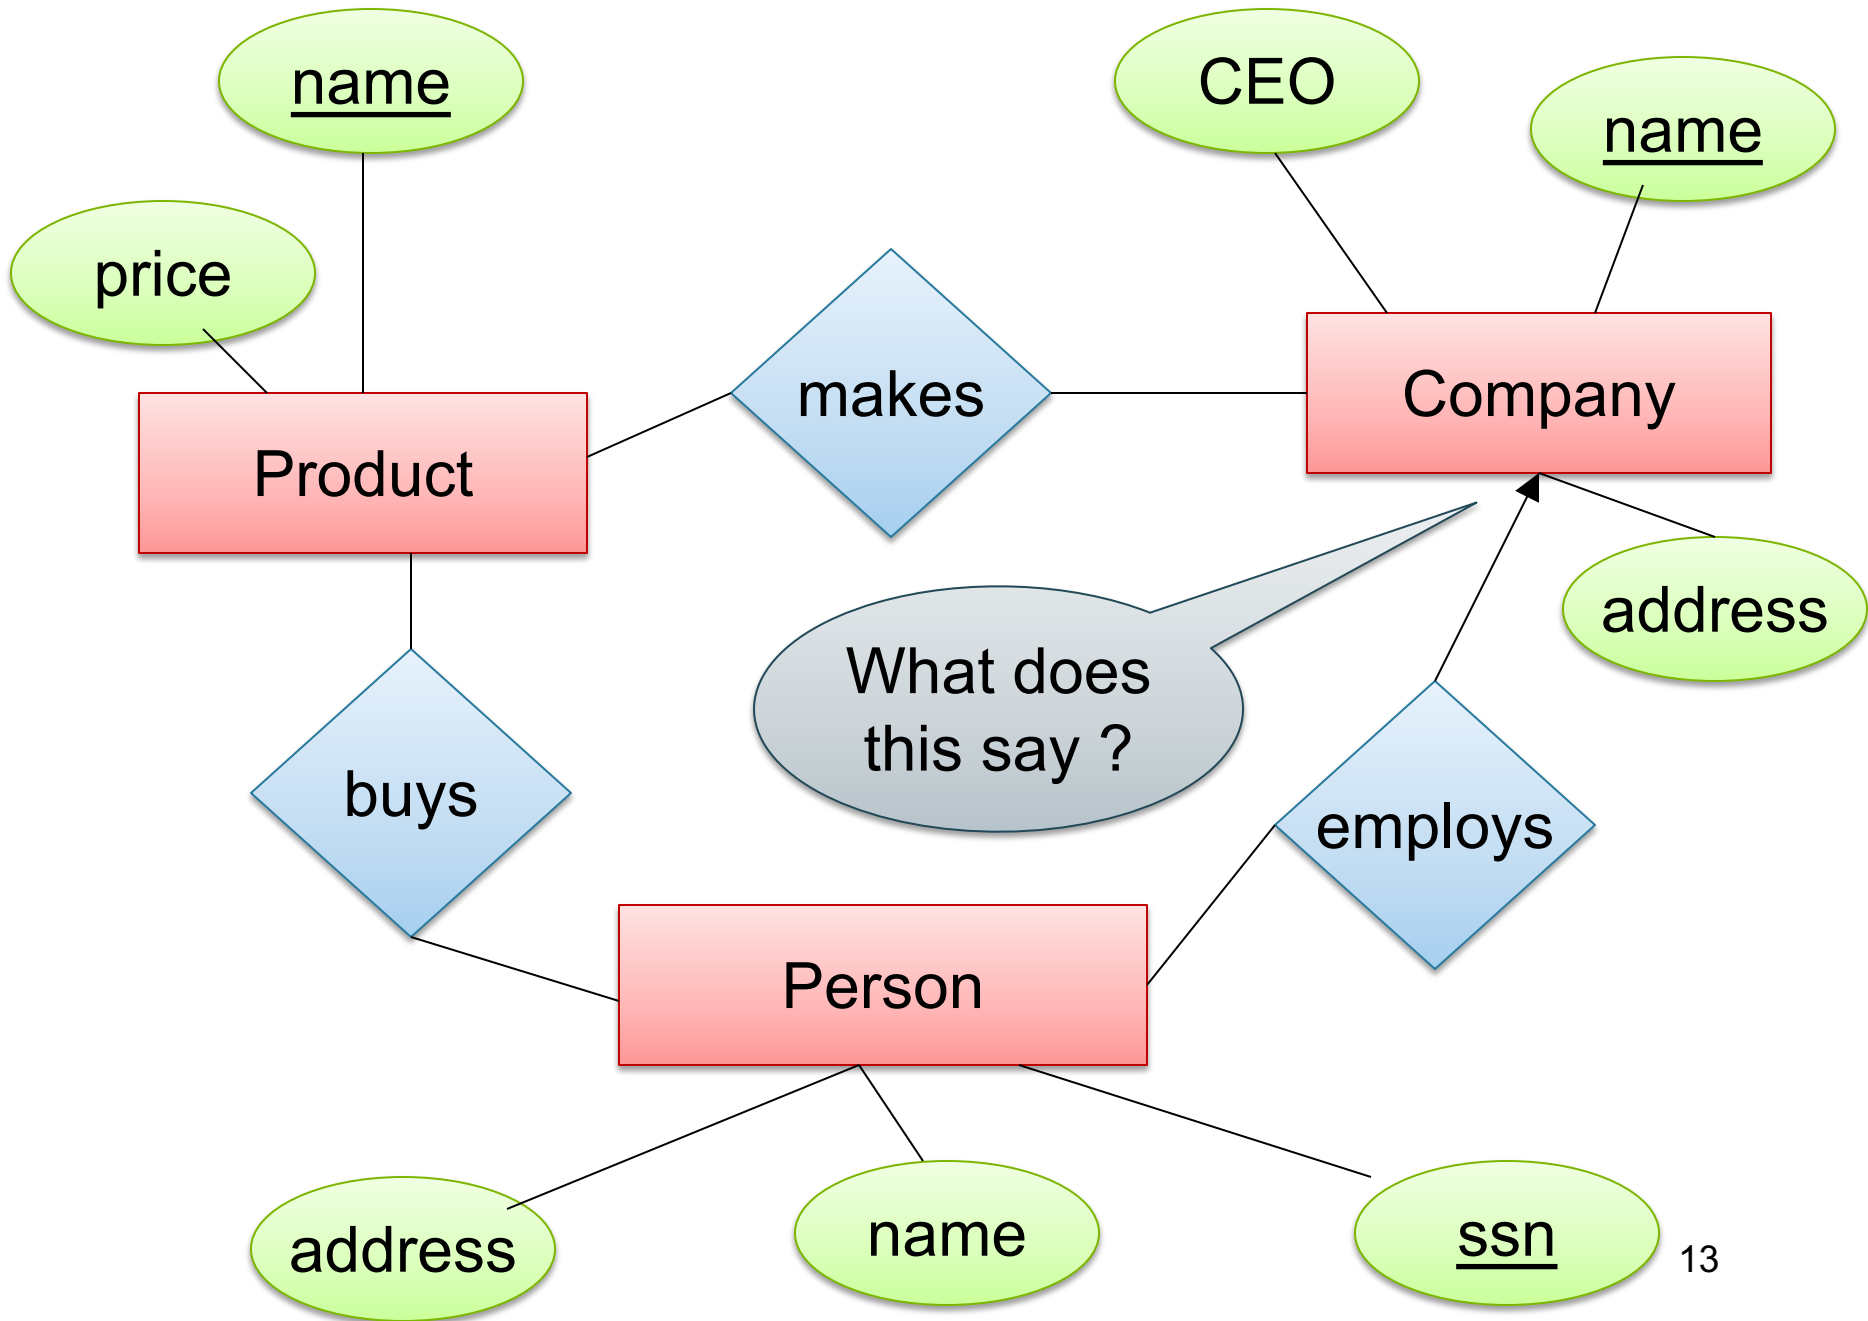 name
CEO
name
price
makes
Company
Product
address
What does
this say ?
buys
employs
Person
address
name
ssn
13